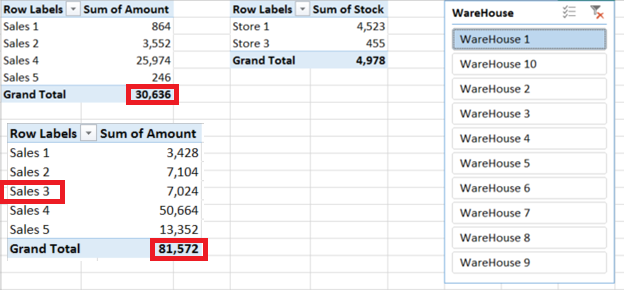 Row Labels Sum of Amount
Sales 1 864
Sales 2 3,552
Sales 4 25,974
Sales 5 246
Grand Total 30,636
Row Labels Sum of Amount
Sales 1 3,428
Sales 2 7,104
Sales 3 7,024
Sales 4 50,664
Sales 5 13,352
Grand Total 81,572
Row Labels Sum of Stock
Store 1 4,523
Store 3 455
Grand Total 4,978
WareHouse
WareHouse 1
WareHouse 10
WareHouse 2
WareHouse 3
WareHouse 4
WareHouse 5
WareHouse 6
WareHouse 7
WareHouse 8
WareHouse 9